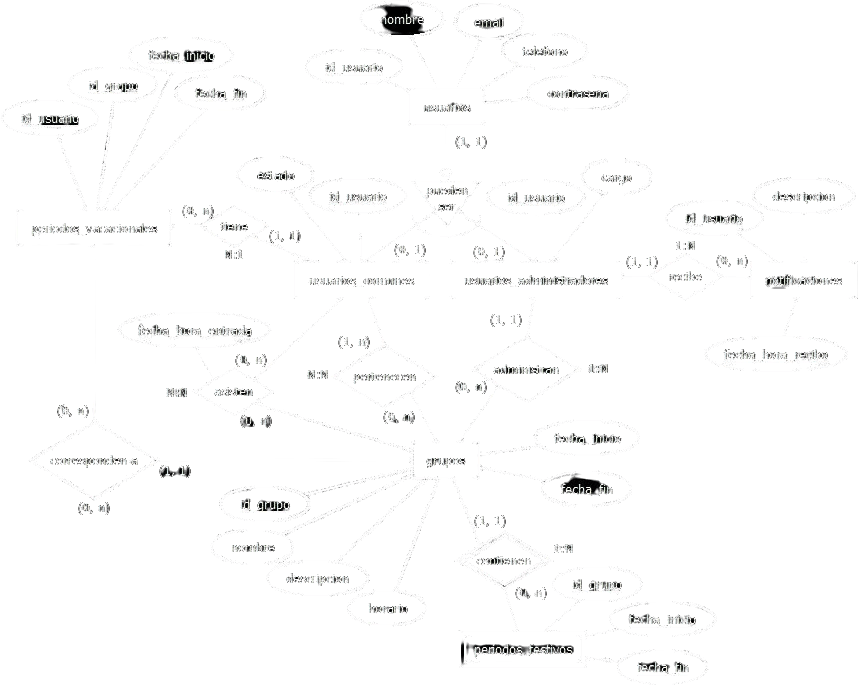 nombre
email
fecha_inicio
telefono
id_usuario
id_grupo
fecha_fin
contrasena
usuarios
id_usuario
(1, 1)
estado
cargo
id_usuario
pueden
ser
id_usuario
descripcion
(0, n)
id_usuario
periodos_vacacionales
tiene
(1, 1)
1:N
N:1
(0, 1)
(0, 1)
(1, 1)
(0, n)
usuarios_comunes
usuarios_administradores
recibe
notificaciones
(1, 1)
fecha_hora_entrada
(1, n)
fecha_hora_recibo
(0, n)
N:N
pertenecen
administran
1:N
N:N
asisten
(0, n)
(0, n)
(0, n)
(0, n)
fecha_inicio
corresponden a
grupos
fecha_fin
(0, n)
id_grupo
(1, 1)
nombre
1:N
contienen
descripcion
id_grupo
(0, n)
horario
fecha_inicio
periodos_festivos
fecha_fin